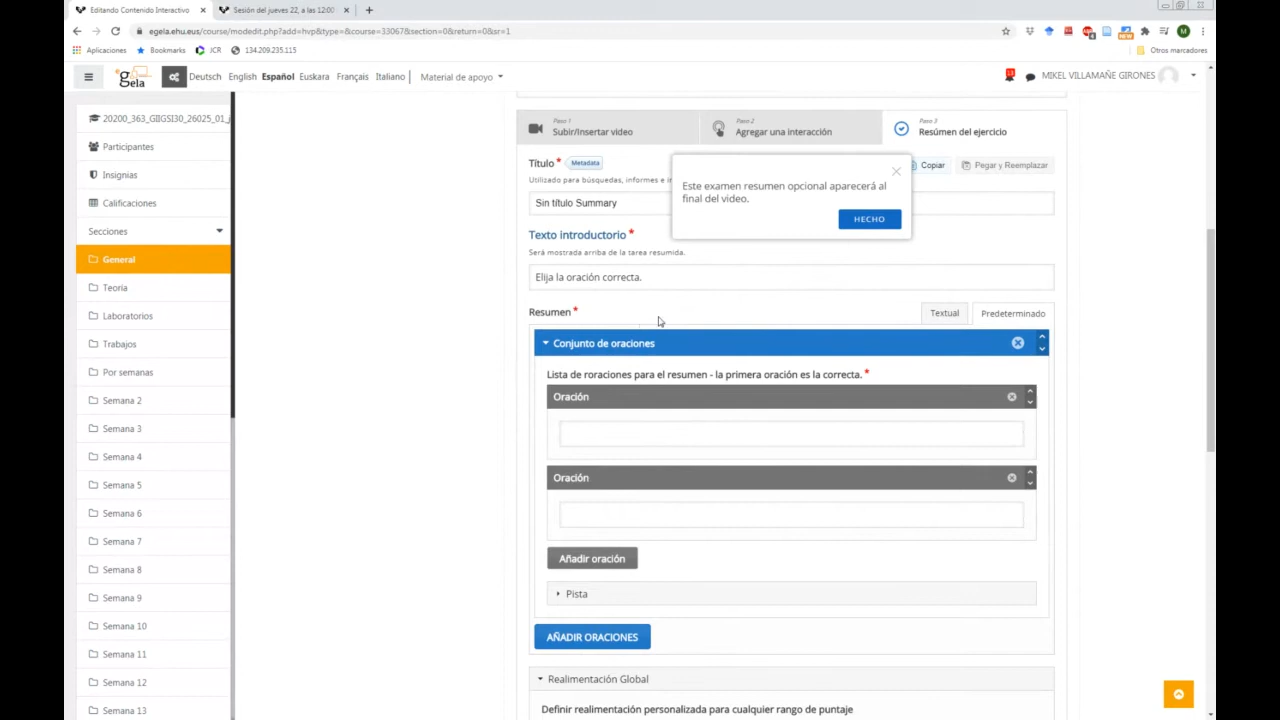 Editando Contenido Interactivo
Sesión del jueves 22, a las 12:00
egela.ehu.eus/course/modedit.php?add=hvp&type=&course=33067&section=0&return=0&sr=1
Aplicaciones
Bookmarks
JCR
134.209.235.115
Otros marcadores
gela
Deutsch
English
Español
Euskara
Français
Italiano
Material de apoyo
13
MIKEL VILLAMAÑE GIRONES
20200_363_GIIGSI30_26025_01_
Participantes
Insignias
Calificaciones
Secciones
General
Teoría
Laboratorios
Trabajos
Por semanas
Semana 2
Semana 3
Semana 4
Semana 5
Semana 6
Semana 7
Semana 8
Semana 9
Semana 10
Semana 11
Semana 12
Semana 13
Paso 1
Subir/Insertar video
Paso 2
Agregar una interacción
Paso 3
Resúmen del ejercicio
Título *
Metadata
Copiar
Pegar y Reemplazar
Utilizado para búsquedas, informes e i
Este examen resumen opcional aparecerá al
final del video.
HECHO
Sin título Summary
Texto introductorio *
Será mostrada arriba de la tarea resumida.
Elija la oración correcta.
Resumen *
Textual
Predeterminado
Conjunto de oraciones
Lista de roraciones para el resumen - la primera oración es la correcta. *
Oración
Oración
Añadir oración
Pista
AÑADIR ORACIONES
Realimentación Global
Definir realimentación personalizada para cualquier rango de puntaje